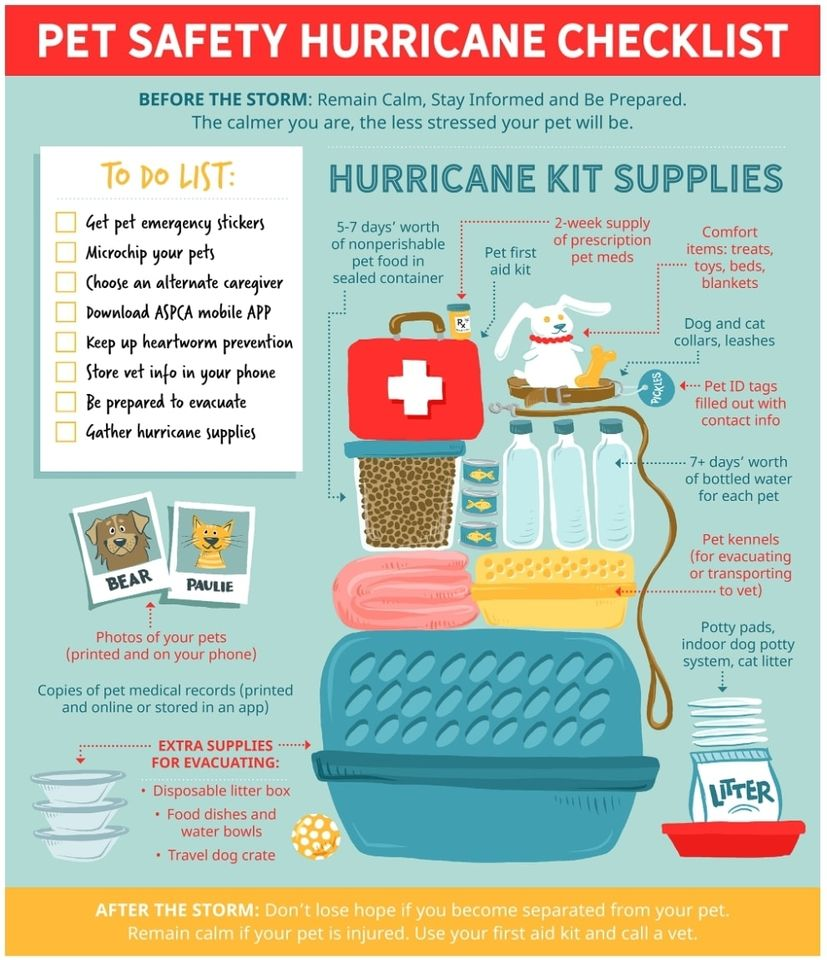 PET SAFETY HURRICANE CHECKLIST
BEFORE THE STORM: Remain Calm, Stay Informed and Be Prepared.
The calmer you are, the less stressed your pet will be.
TO DO LIST:
Get pet emergency stickers
Microchip your pets
Choose an alternate caregiver
Download ASPCA mobile APP
Keep up heartworm prevention
Store vet info in your phone
Be prepared to evacuate
Gather hurricane supplies
HURRICANE KIT SUPPLIES
5-7 days’ worth
of nonperishable
pet food in
sealed container
Pet first
aid kit
2-week supply
of prescription
pet meds
Comfort
items: treats,
toys, beds,
blankets
Rx
Dog and cat
collars, leashes
PICKLES
Pet ID tags
filled out with
contact info
7+ days’ worth
of bottled water
for each pet
Pet kennels
(for evacuating
or transporting
to vet)
Potty pads,
indoor dog potty
system, cat litter
LITTER
BEAR
PAULIE
Photos of your pets
(printed and on your phone)
Copies of pet medical records (printed
and online or stored in an app)
EXTRA SUPPLIES
FOR EVACUATING:
• Disposable litter box
• Food dishes and
water bowls
• Travel dog crate
AFTER THE STORM: Don’t lose hope if you become separated from your pet.
Remain calm if your pet is injured. Use your first aid kit and call a vet.